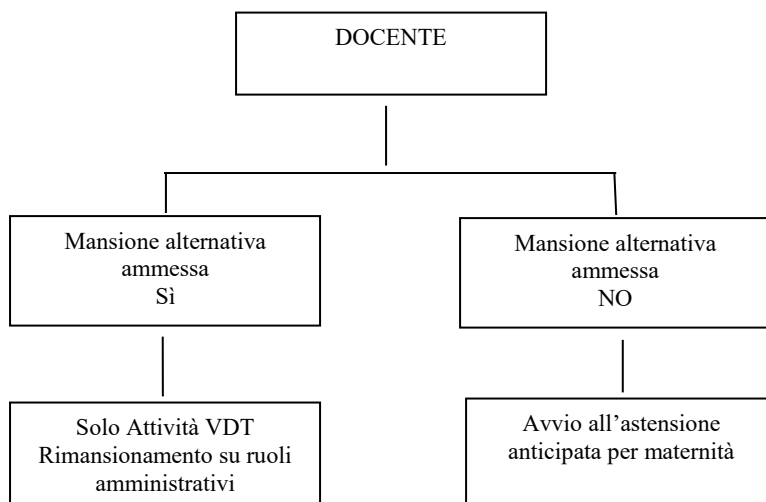 DOCENTE
Mansione alternativa
ammessa
Sì
Mansione alternativa
ammessa
NO
Solo Attività VDT
Rimansionamento su ruoli
amministrativi
Avvio all’astensione
anticipata per maternità